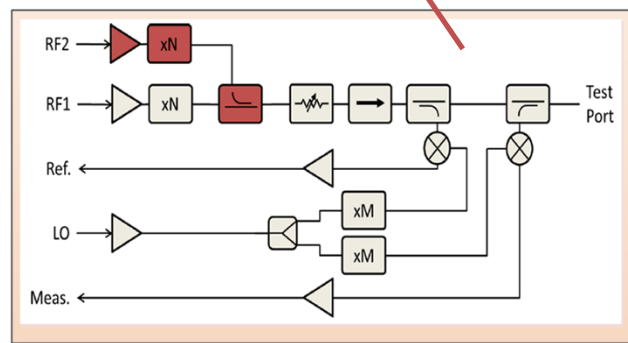 RF2
xN
RF1
xN
Test
Port
Ref.
xM
LO
xM
Meas.